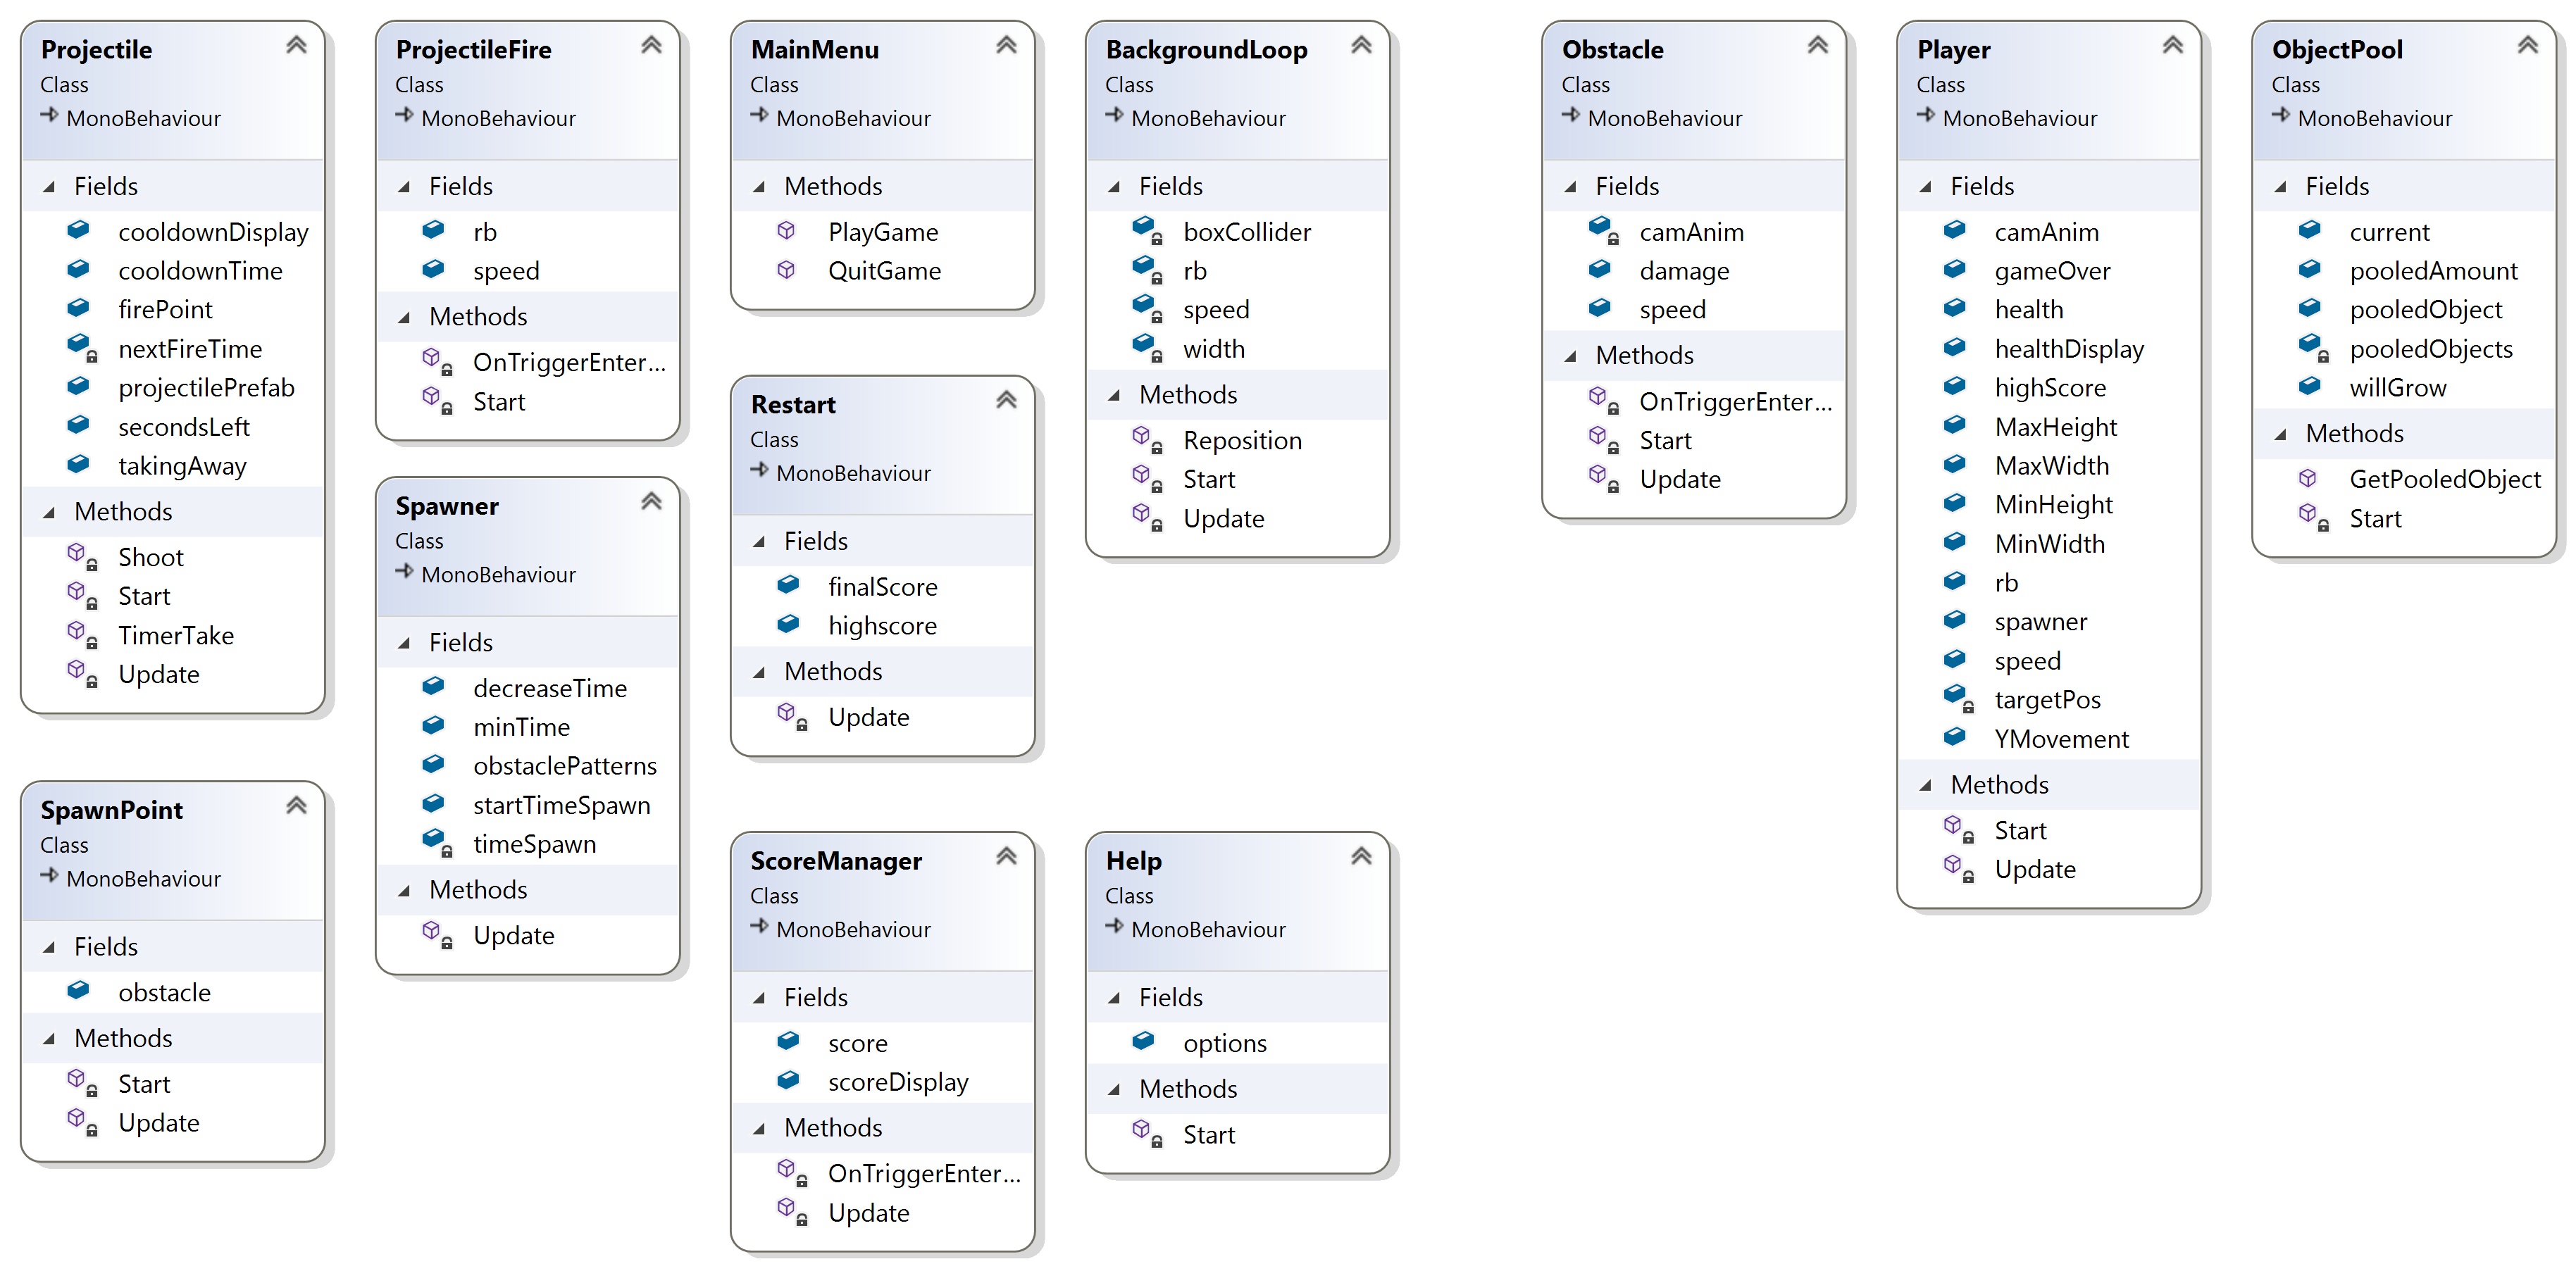 Projectile
Class
MonoBehaviour
Fields
cooldownDisplay
cooldownTime
firePoint
nextFireTime
projectilePrefab
secondsLeft
takingAway
Methods
Shoot
Start
TimerTake
Update
SpawnPoint
Class
MonoBehaviour
Fields
obstacle
Methods
Start
Update
ProjectileFire
Class
MonoBehaviour
Fields
rb
speed
Methods
OnTriggerEnter...
Start
Spawner
Class
MonoBehaviour
Fields
decreaseTime
minTime
obstaclePatterns
startTimeSpawn
timeSpawn
Methods
Update
MainMenu
Class
MonoBehaviour
Methods
PlayGame
QuitGame
Restart
Class
MonoBehaviour
Fields
finalScore
highscore
Methods
Update
ScoreManager
Class
MonoBehaviour
Fields
score
scoreDisplay
Methods
OnTriggerEnter...
Update
BackgroundLoop
Class
MonoBehaviour
Fields
boxCollider
rb
speed
width
Methods
Reposition
Start
Update
Help
Class
MonoBehaviour
Fields
options
Methods
Start
Obstacle
Class
MonoBehaviour
Fields
camAnim
damage
speed
Methods
OnTriggerEnter...
Start
Update
Player
Class
MonoBehaviour
Fields
camAnim
gameOver
health
healthDisplay
highScore
MaxHeight
MaxWidth
MinHeight
MinWidth
rb
spawner
speed
targetPos
YMovement
Methods
Start
Update
ObjectPool
Class
MonoBehaviour
Fields
current
pooledAmount
pooledObject
pooledObjects
willGrow
Methods
GetPooledObject
Start